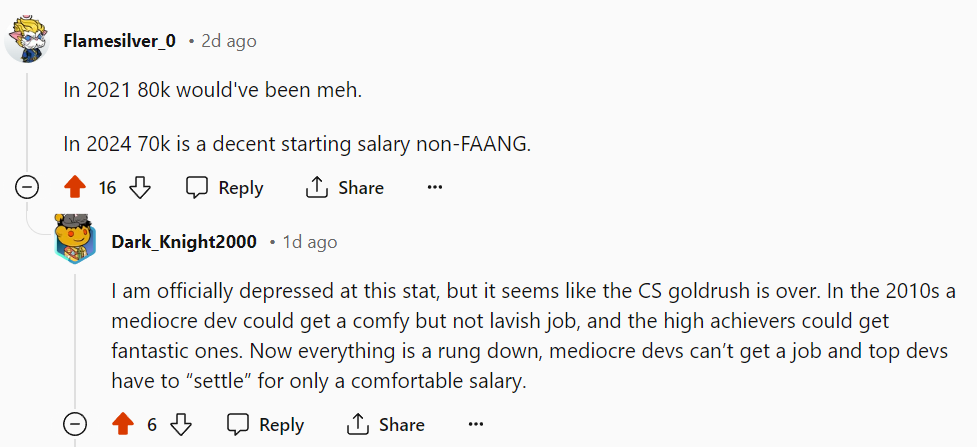 Flamesilver_0 • 2d ago
In 2021 80k would've been meh.
In 2024 70k is a decent starting salary non-FAANG.
16 Reply Share ...
Dark_Knight2000 • 1d ago
I am officially depressed at this stat, but it seems like the CS goldrush is over. In the 2010s a
mediocre dev could get a comfy but not lavish job, and the high achievers could get
fantastic ones. Now everything is a rung down, mediocre devs can’t get a job and top devs
have to “settle” for only a comfortable salary.
6 Reply Share ...